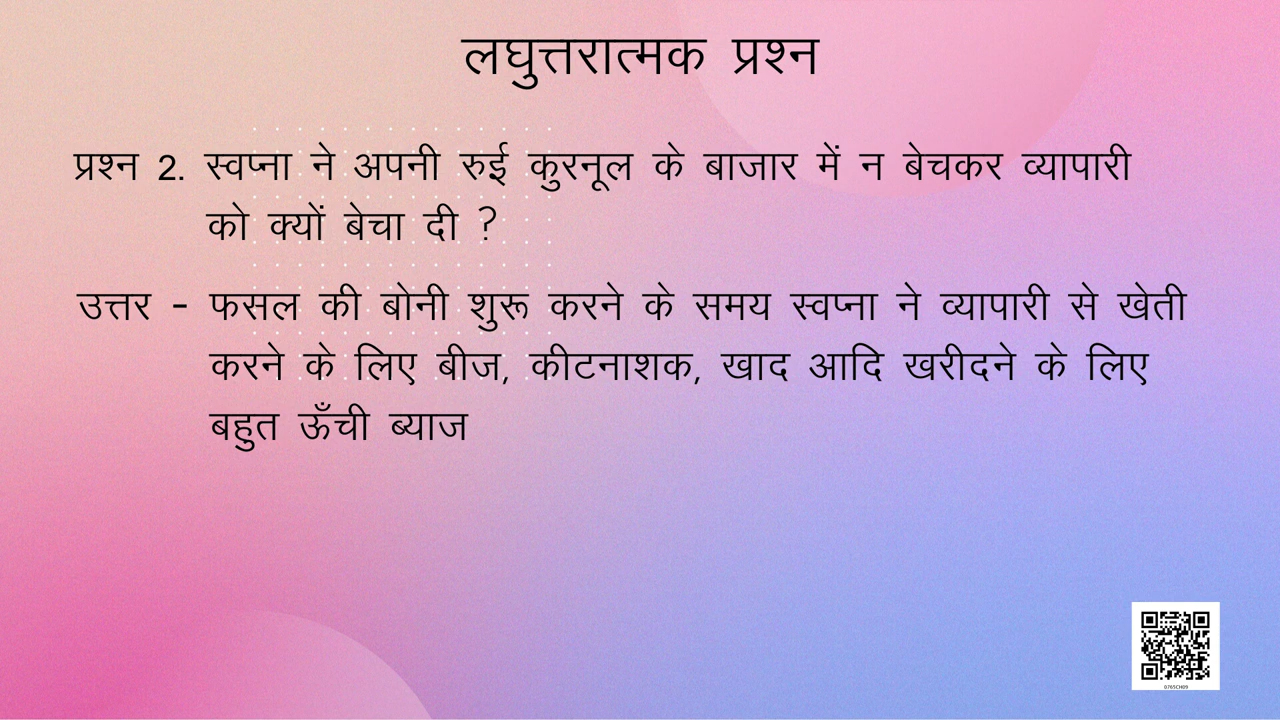 लघुत्तरात्मक प्रश्न
प्रश्न 2. स्वप्ना ने अपनी रुई कुरनूल के बाजार में न बेचकर व्यापारी
को क्यों बेचा दी ?
उत्तर - फसल की बोनी शुरू करने के समय स्वप्ना ने व्यापारी से खेती
करने के लिए बीज, कीटनाशक, खाद आदि खरीदने के लिए
बहुत ऊँची ब्याज
0765CH09